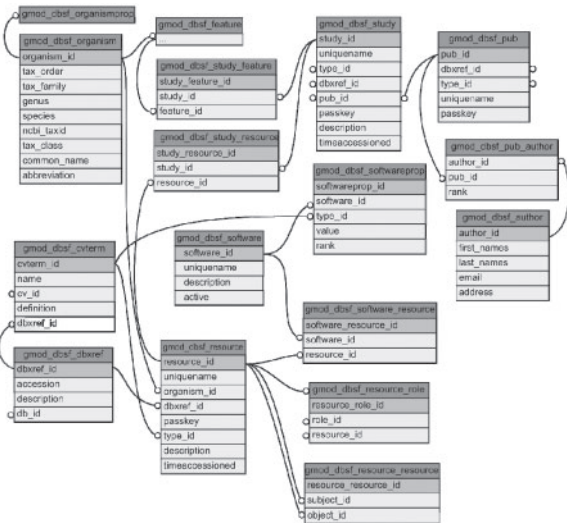 gmod_dbsf_organismprop
gmod_dbsf_organism
organism_id
tax_order
tax_family
genus
species
ncbi_taxid
tax_class
common_name
abbreviation
gmod_dbsf_feature
...
gmod_dbsf_study_feature
study_feature_id
study_id
feature_id
gmod_dbsf_study_resource
study_resource_id
study_id
resource_id
gmod_dbsf_study
study_id
uniquename
type_id
dbxref_id
pub_id
passkey
description
timeaccessioned
gmod_dbsf_pub
pub_id
dbxref_id
type_id
uniquename
passkey
gmod_dbsf_pub_author
author_id
pub_id
rank
gmod_dbsf_author
author_id
first_names
last_names
email
address
gmod_dbsf_softwareprop
softwareprop_id
software_id
type_id
value
rank
gmod_dbsf_software
software_id
uniquename
description
active
gmod_dbsf_cvterm
cvterm_id
name
cv_id
definition
dbxref_id
gmod_dbsf_dbxref
dbxref_id
accession
description
db_id
gmod_dbsf_resource
resource_id
uniquename
organism_id
dbxref_id
passkey
type_id
description
timeaccessioned
gmod_dbsf_software_resource
software_resource_id
software_id
resource_id
gmod_dbsf_resource_role
resource_role_id
role_id
resource_id
gmod_dbsf_resource_resource
resource_resource_id
subject_id
object_id